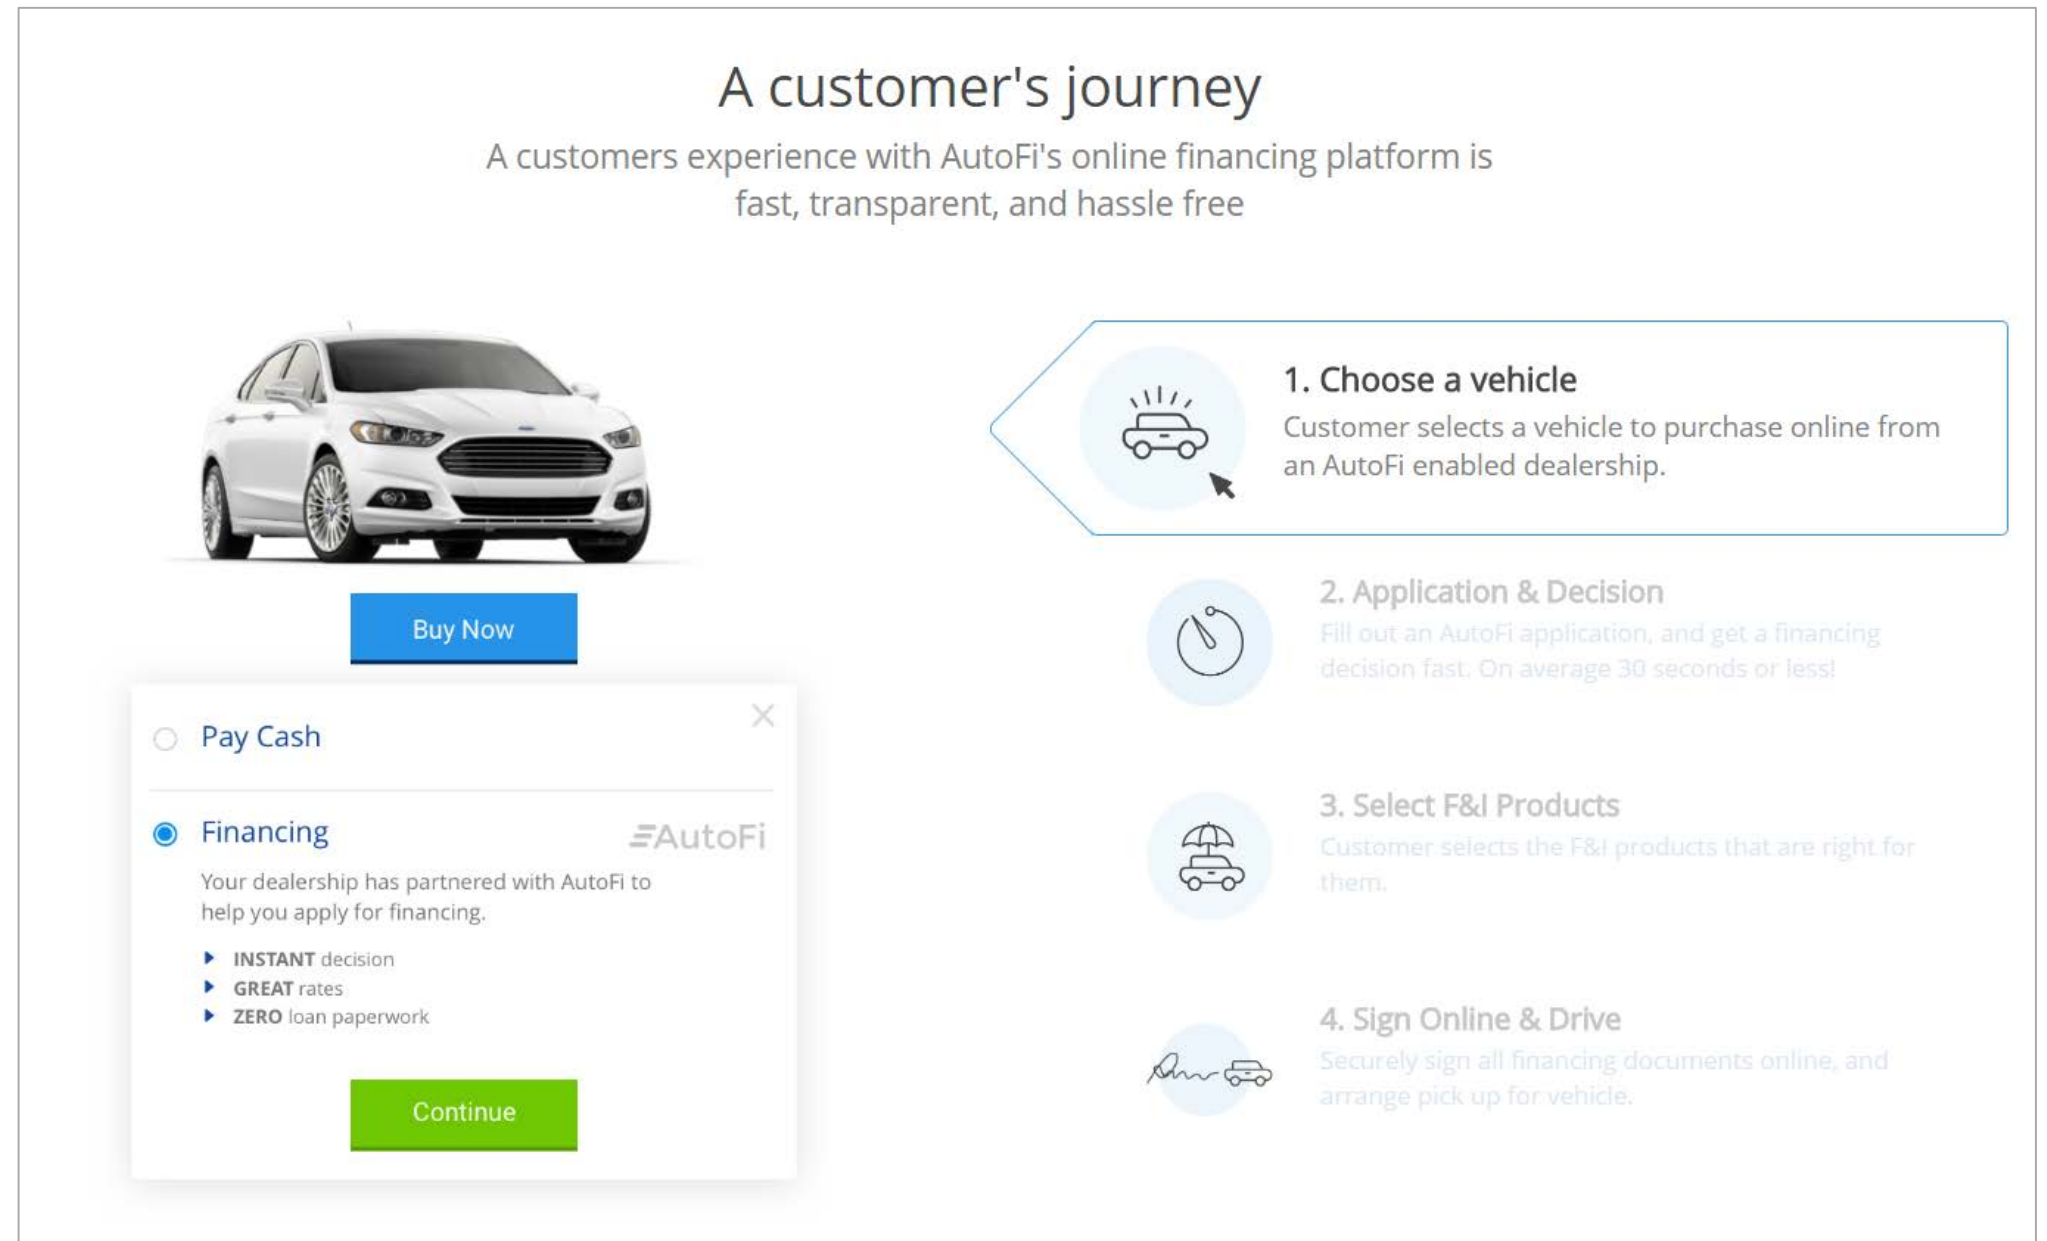 A customer's journey
A customers experience with AutoFi's online financing platform is
fast, transparent, and hassle free
Buy Now
Pay Cash
Financing
AutoFi
Your dealership has partnered with AutoFi to
help you apply for financing.
INSTANT decision
GREAT rates
ZERO loan paperwork
Continue
1. Choose a vehicle
Customer selects a vehicle to purchase online from
an AutoFi enabled dealership.
2. Application & Decision
Fill out an AutoFi application, and get a financing
decision fast. On average 30 seconds or less!
3. Select F&I Products
Customer selects the F&I products that are right for
them.
4. Sign Online & Drive
Securely sign all financing documents online, and
arrange pick up for vehicle.